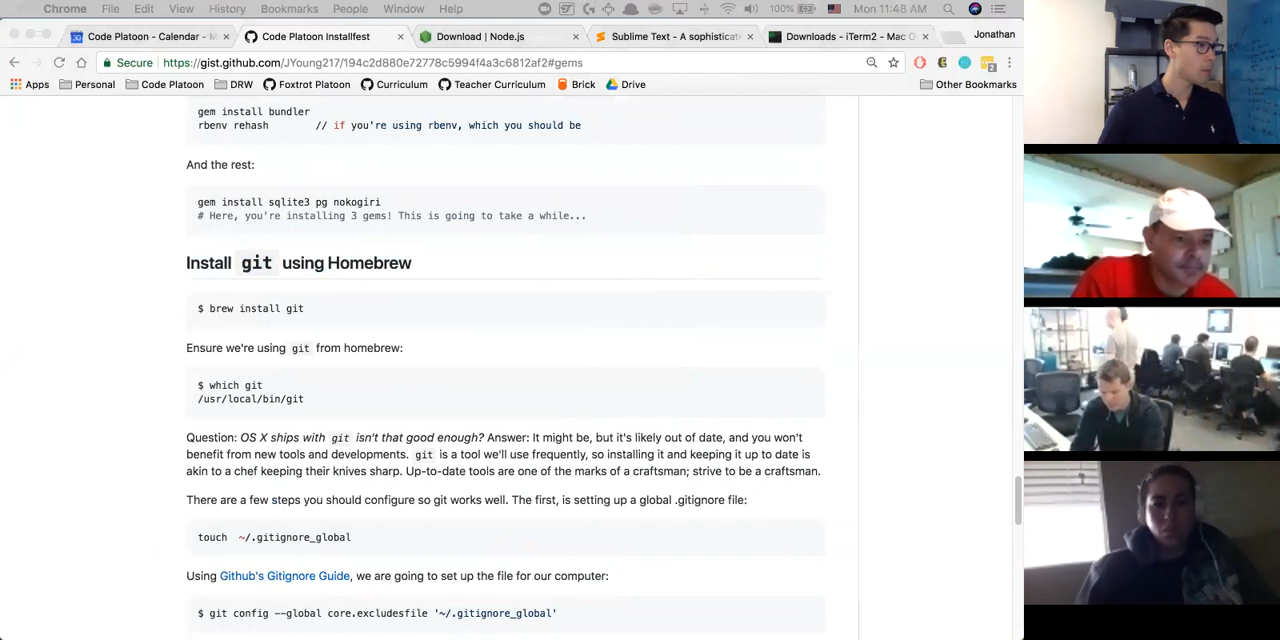 Chrome File Edit View History Bookmarks People Window Help 100% Mon 11:48 AM
Code Platoon - Calendar - M Code Platoon Installfest Download | Node.js Sublime Text - A sophisticat Downloads - iTerm2 - Mac O Jonathan
Secure https://gist.github.com/JYoung217/194c2d880e72778c5994f4a3c6812af2#gems
Apps Personal Code Platoon DRW Foxtrot Platoon Curriculum Teacher Curriculum Brick Drive Other Bookmarks
gem install bundler
rbenv rehash // if you're using rbenv, which you should be
And the rest:
gem install sqlite3 pg nokogiri
# Here, you're installing 3 gems! This is going to take a while...
Install git using Homebrew
$ brew install git
Ensure we're using git from homebrew:
$ which git
/usr/local/bin/git
Question: OS X ships with git isn't that good enough? Answer: It might be, but it's likely out of date, and you won't
benefit from new tools and developments. git is a tool we'll use frequently, so installing it and keeping it up to date is
akin to a chef keeping their knives sharp. Up-to-date tools are one of the marks of a craftsman; strive to be a craftsman.
There are a few steps you should configure so git works well. The first, is setting up a global .gitignore file:
touch ~/.gitignore_global
Using Github's Gitignore Guide, we are going to set up the file for our computer:
$ git config --global core.excludesfile '~/.gitignore_global'